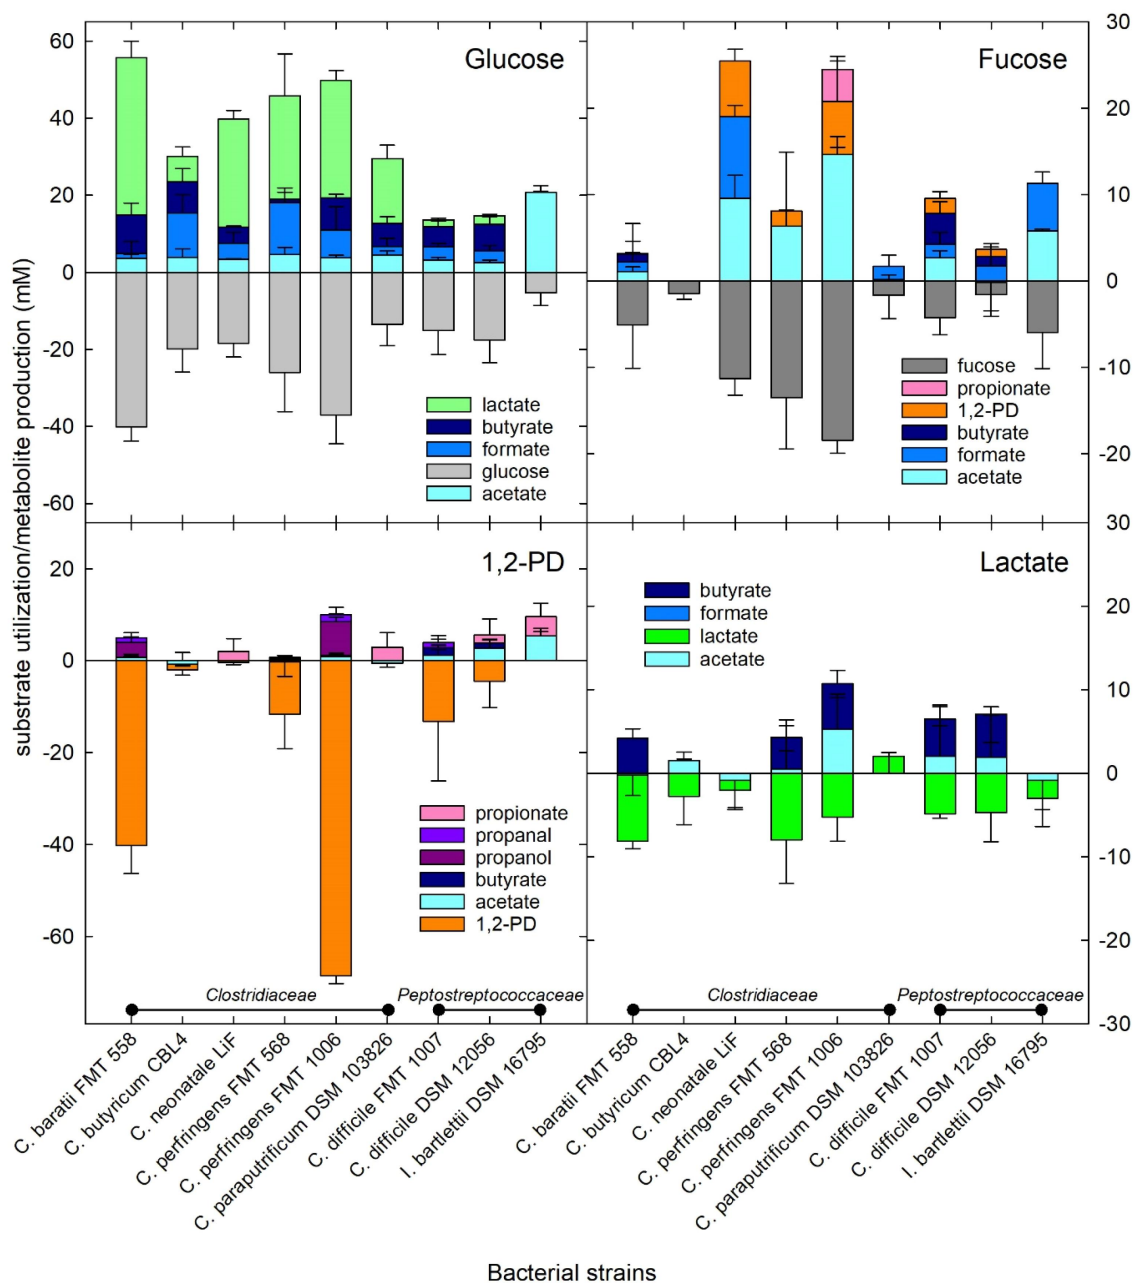 Glucose
60
40
20
0
-20
-40
-60
lactate
butyrate
formate
glucose
acetate
Fucose
30
20
10
0
-10
-20
30
fucose
propionate
1,2-PD
butyrate
formate
acetate
substrate utilization/metabolite production (mM)
1,2-PD
20
0
-20
-40
-60
propionate
propanal
propanol
butyrate
acetate
1,2-PD
Clostridiaceae
Peptostreptococcaceae
Lactate
-30
20
10
0
-10
-20
-30
butyrate
formate
lactate
acetate
Clostridiaceae
Peptostreptococcaceae
C. baratii FMT 558
C. butyricum CBL4
C. neonatale LiF
C. perfringens FMT 568
C. perfringens FMT 1006
C. paraputrificum DSM 103826
C. difficile FMT 1007
C. difficile DSM 12056
I. bartlettii DSM 16795
C. baratii FMT 558
C. butyricum CBL4
C. neonatale LiF
C. perfringens FMT 568
C. perfringens FMT 1006
C. paraputrificum DSM 103826
C. difficile FMT 1007
C. difficile DSM 12056
I. bartlettii DSM 16795
Bacterial strains